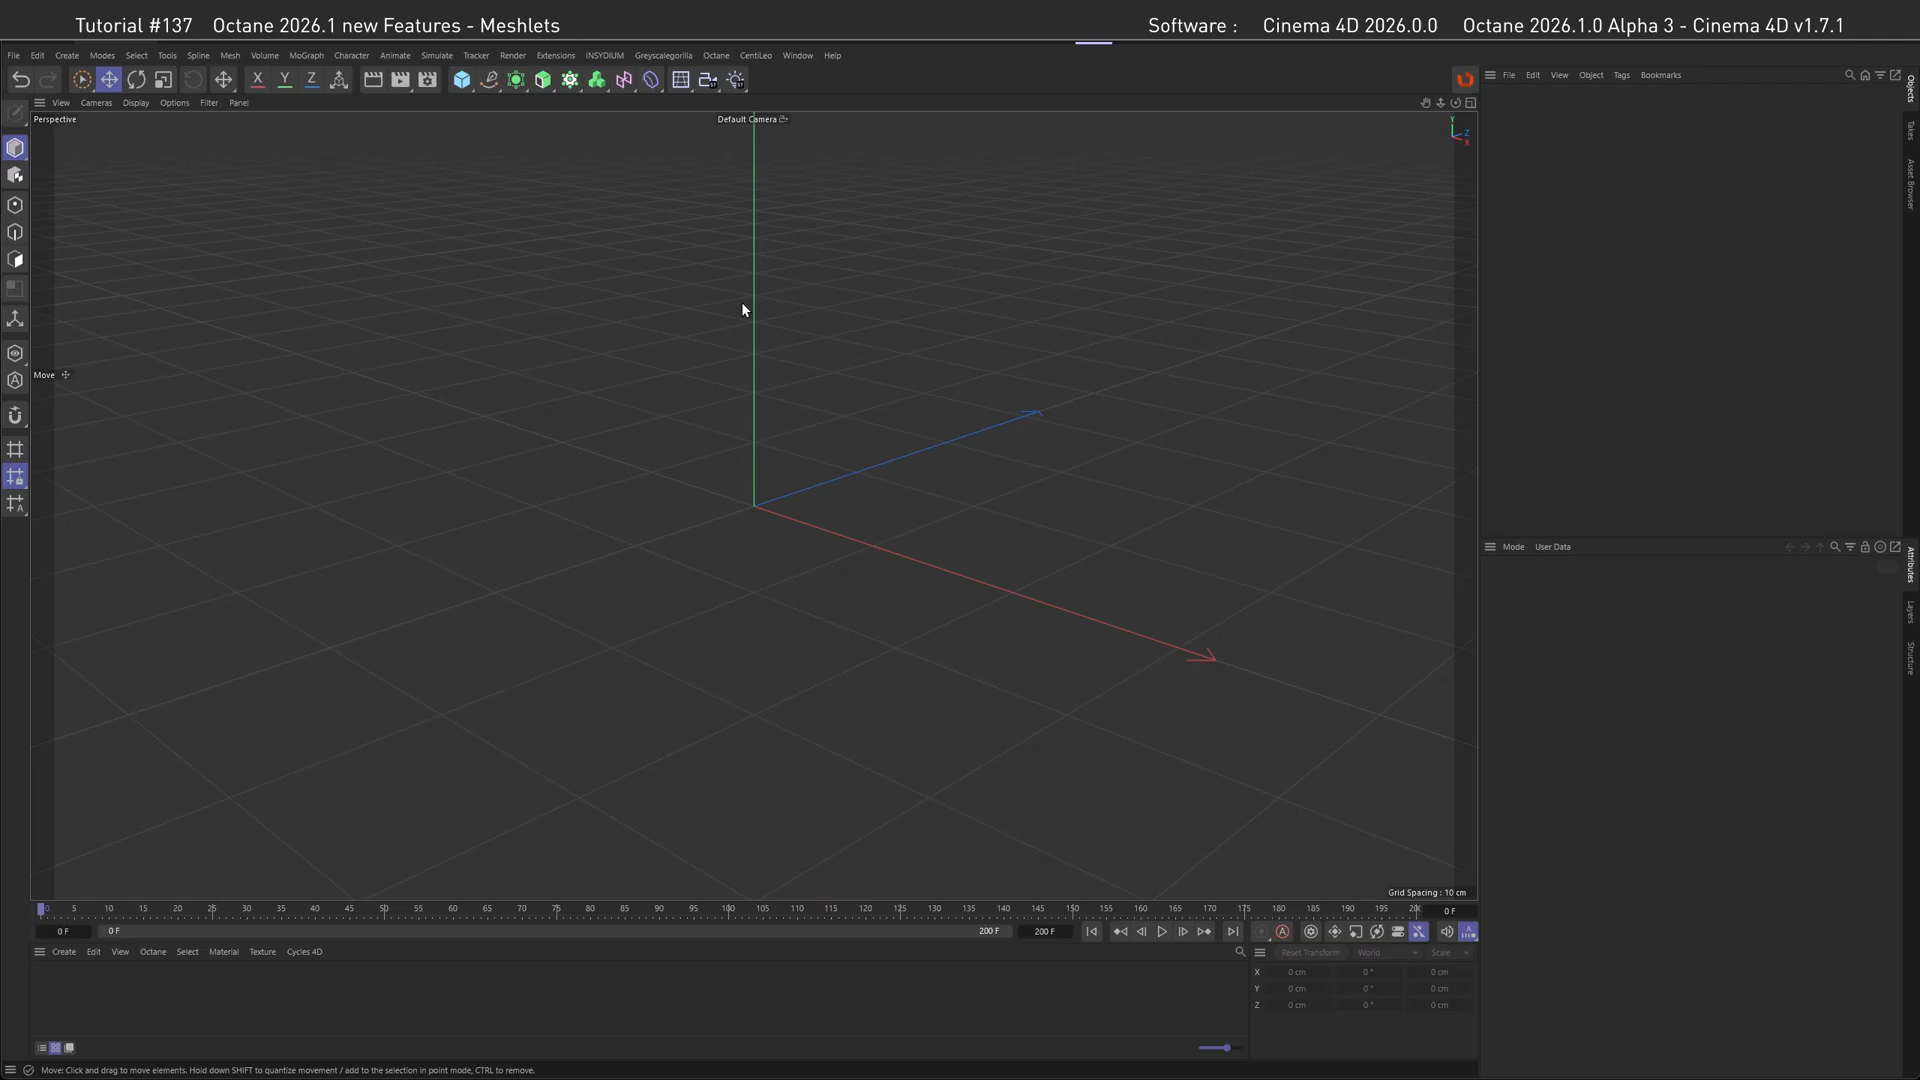 Tutorial #137 Octane 2026.1 new Features - Meshlets Software : Cinema 4D 2026.0.0 Octane 2026.1.0 Alpha 3 - Cinema 4D v1.7.1
File Edit Create Modes Select Tools Spline Mesh Volume MoGraph Character Animate Simulate Tracker Render Extensions INSYDIUM Greyscalegorilla Octane CentiLeo Window Help
X Y Z
File Edit View Object Tags Bookmarks
View Cameras Display Options Filter Panel
Perspective
Default Camera
Y
Z
X
Objects
Takes
Asset Browser
Move
Mode User Data
Attributes
Layers
Structure
Grid Spacing : 10 cm
0 5 10 15 20 25 30 35 40 45 50 55 60 65 70 75 80 85 90 95 100 105 110 115 120 125 130 135 140 145 150 155 160 165 170 175 180 185 190 195 0 F
0 F 0 F 200 F 200 F
Create Edit View Octane Select Material Texture Cycles 4D
Reset Transform World Scale
X 0 cm 0 ° 0 cm
Y 0 cm 0 ° 0 cm
Z 0 cm 0 ° 0 cm
Move: Click and drag to move elements. Hold down SHIFT to quantize movement / add to the selection in point mode, CTRL to remove.